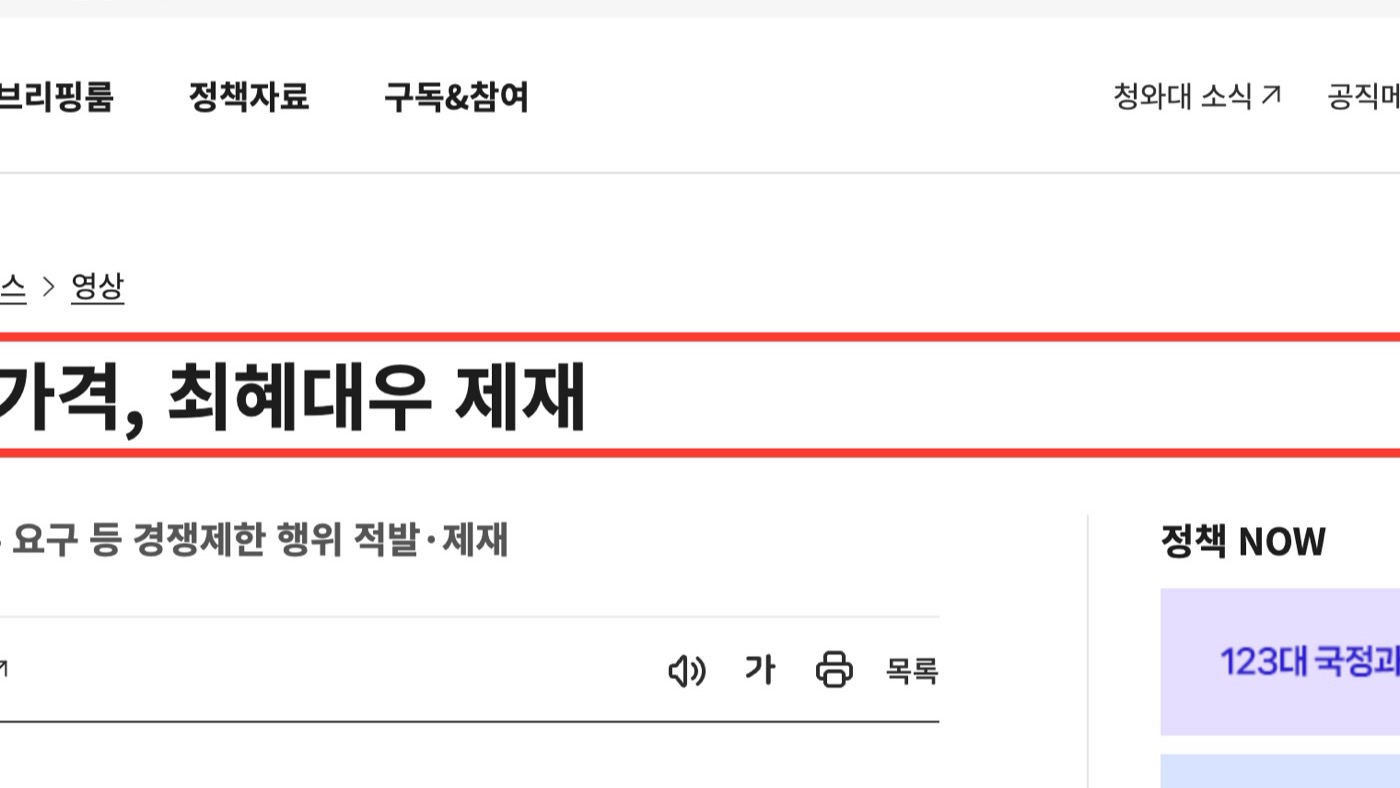 브리핑룸 정책자료 구독&참여 청와대 소식 공직메
스 > 영상
가격, 최혜대우 제재
요구 등 경쟁제한 행위 적발·제재
정책 NOW
가 목록
123대 국정과